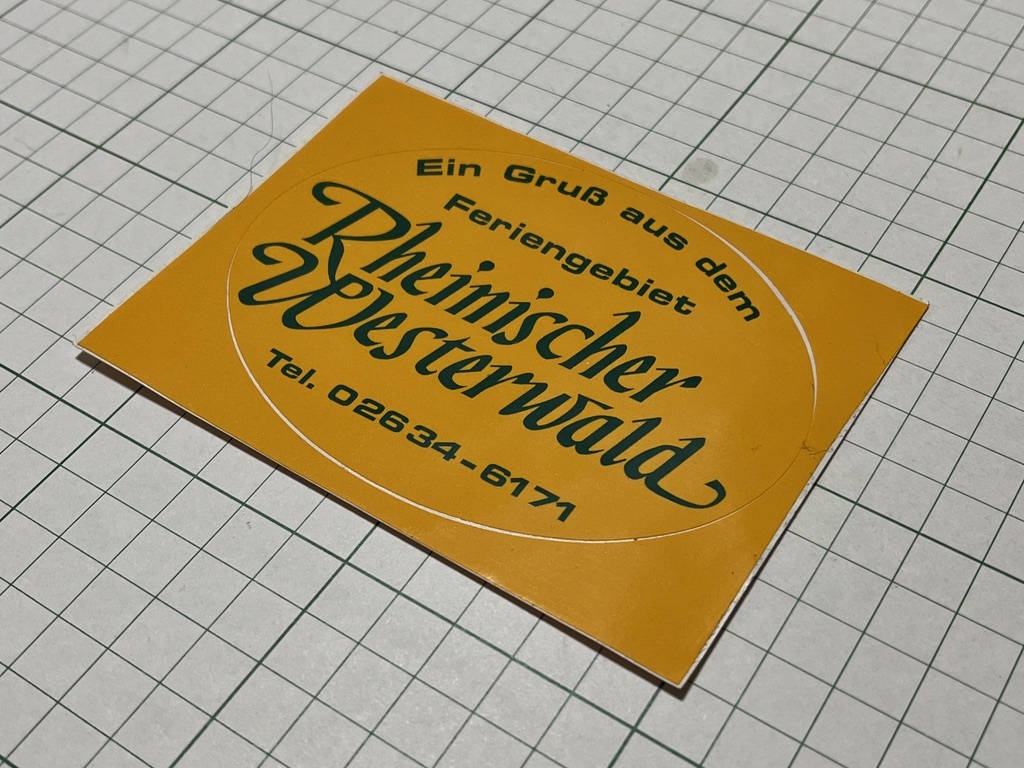 Ein Gruß aus dem
Feriengebiet
Rheinischer
Westerwald
Tel. 02634-6171